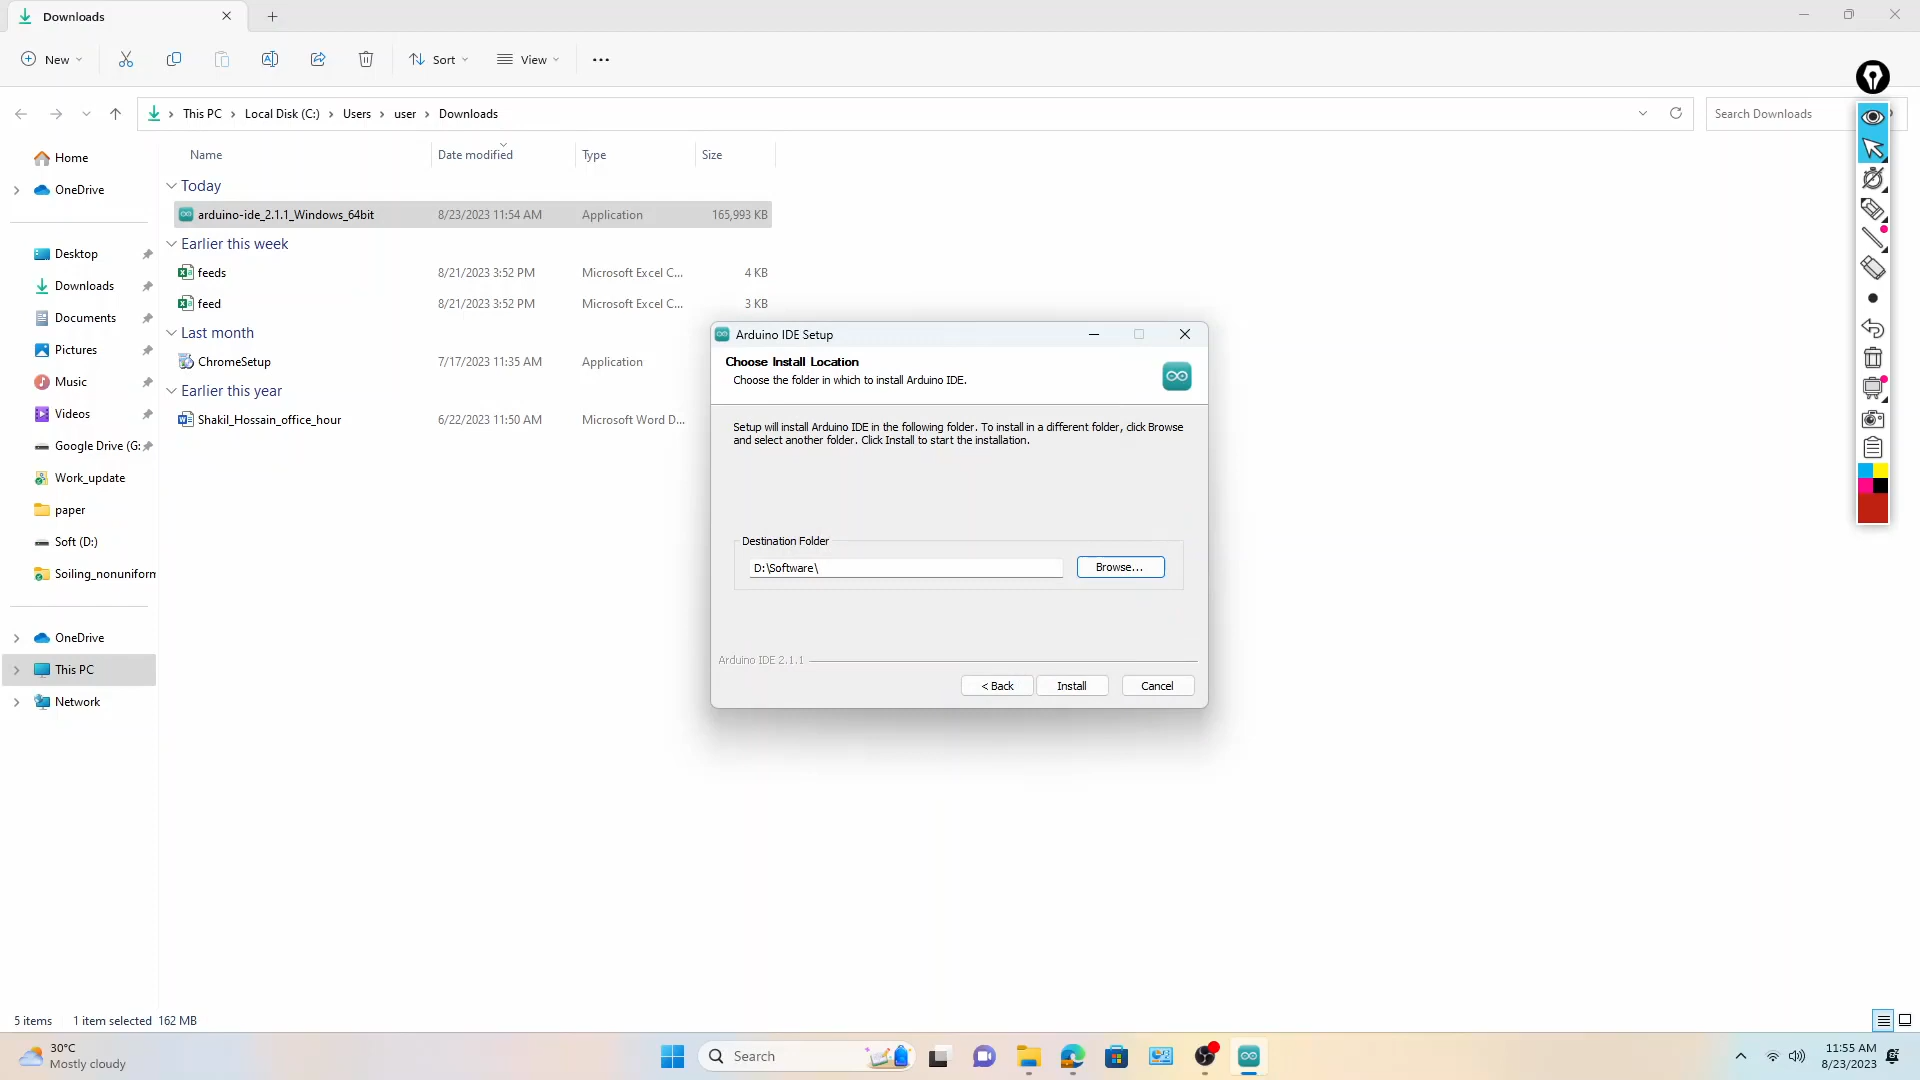 Downloads
New
Sort
View
This PC
Local Disk (C:)
Users
user
Downloads
Search Downloads
Name
Date modified
Type
Size
Home
OneDrive
Desktop
Downloads
Documents
Pictures
Music
Videos
Google Drive (G:
Work_update
paper
Soft (D:)
Soiling_nonuniform
OneDrive
This PC
Network
Today
arduino-ide_2.1.1_Windows_64bit 8/23/2023 11:54 AM Application 165,993 KB
Earlier this week
feeds 8/21/2023 3:52 PM Microsoft Excel C... 4 KB
feed 8/21/2023 3:52 PM Microsoft Excel C... 3 KB
Last month
ChromeSetup 7/17/2023 11:35 AM Application
Earlier this year
Shakil_Hossain_office_hour 6/22/2023 11:50 AM Microsoft Word D...
Arduino IDE Setup
Choose Install Location
Choose the folder in which to install Arduino IDE.
Setup will install Arduino IDE in the following folder. To install in a different folder, click Browse
and select another folder. Click Install to start the installation.
Destination Folder
D:\Software\
Browse...
Arduino IDE 2.1.1
< Back
Install
Cancel
5 items 1 item selected 162 MB
30°C
Mostly cloudy
Search
11:55 AM
8/23/2023